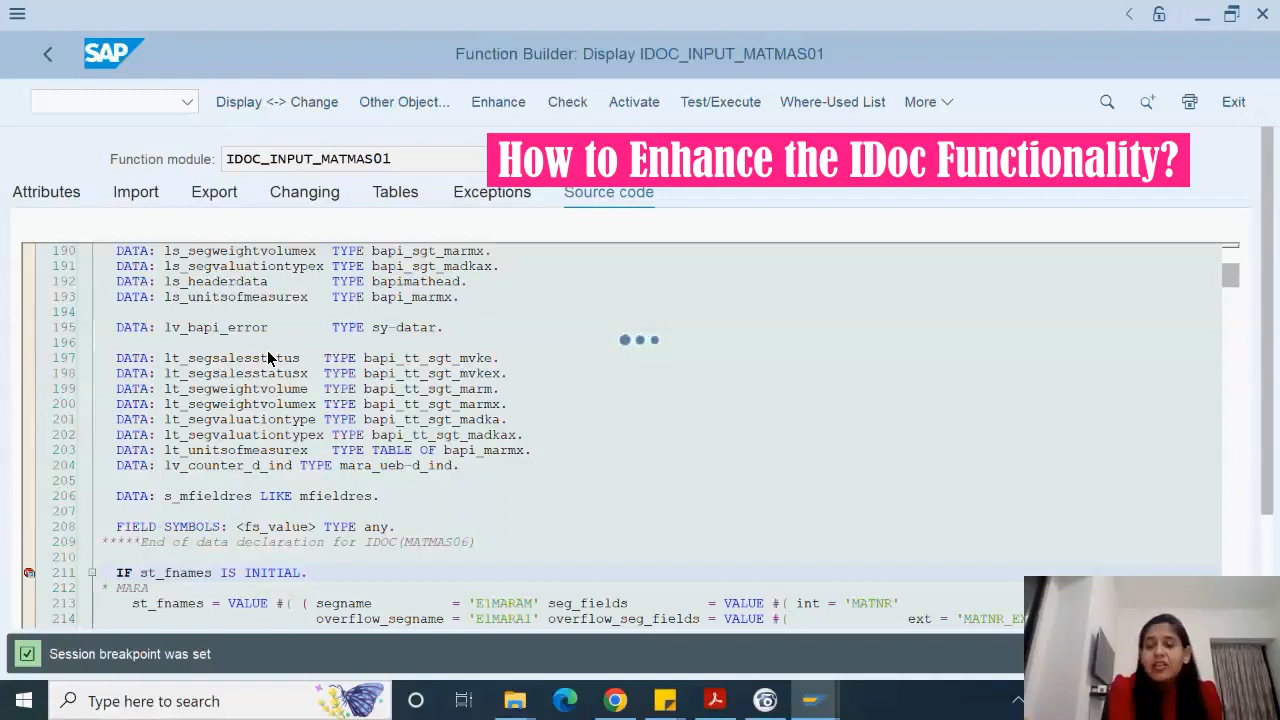 SAP
Function Builder: Display IDOC_INPUT_MATMAS01
Display <-> Change Other Object... Enhance Check Activate Test/Execute Where-Used List More Exit
Function module: IDOC_INPUT_MATMAS01
How to Enhance the IDoc Functionality?
Attributes Import Export Changing Tables Exceptions Source code
190 DATA: ls_segweightvolumex TYPE bapi_sgt_marmx.
191 DATA: ls_segvaluationtypex TYPE bapi_sgt_madkax.
192 DATA: ls_headerdata TYPE bapimathead.
193 DATA: ls_unitsofmeasurex TYPE bapi_marmx.
194
195 DATA: lv_bapi_error TYPE sy-datar.
196
197 DATA: lt_segsalesstatus TYPE bapi_tt_sgt_mvke.
198 DATA: lt_segsalesstatusx TYPE bapi_tt_sgt_mvkex.
199 DATA: lt_segweightvolume TYPE bapi_tt_sgt_marm.
200 DATA: lt_segweightvolumex TYPE bapi_tt_sgt_marmx.
201 DATA: lt_segvaluationtype TYPE bapi_tt_sgt_madka.
202 DATA: lt_segvaluationtypex TYPE bapi_tt_sgt_madkax.
203 DATA: lt_unitsofmeasurex TYPE TABLE OF bapi_marmx.
204 DATA: lv_counter_d_ind TYPE mara_ueb-d_ind.
205
206 DATA: s_mfieldres LIKE mfieldres.
207
208 FIELD SYMBOLS: <fs_value> TYPE any.
209 *****End of data declaration for IDOC(MATMAS06)
210
211 IF st_fnames IS INITIAL.
212 * MARA
213 st_fnames = VALUE #( ( segname = 'E1MARAM' seg_fields = VALUE #( int = 'MATNR'
214 overflow_segname = 'E1MARA1' overflow_seg_fields = VALUE #( ext = 'MATNR_EX
Session breakpoint was set
Type here to search